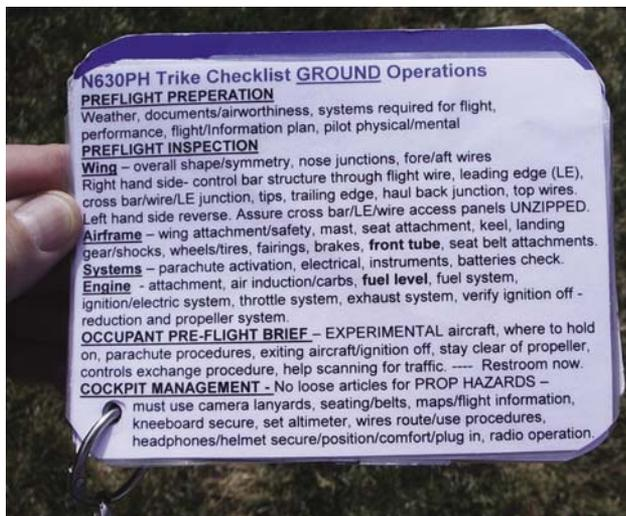 N630PH Trike Checklist GROUND Operations
PREFLIGHT PREPARATION
Weather, documents/airworthiness, systems required for flight,
performance, flight/Information plan, pilot physical/mental
PREFLIGHT INSPECTION
Wing – overall shape/symmetry, nose junctions, fore/aft wires
Right hand side- control bar structure through flight wire, leading edge (LE),
cross bar/wire/LE junction, tips, trailing edge, haul back junction, top wires.
Left hand side reverse. Assure cross bar/LE/wire access panels UNZIPPED.
Airframe – wing attachment/safety, mast, seat attachment, keel, landing
gear/shocks, wheels/tires, fairings, brakes, front tube, seat belt attachments.
Systems – parachute activation, electrical, instruments, batteries check.
Engine - attachment, air induction/carbs, fuel level, fuel system,
ignition/electric system, throttle system, exhaust system, verify ignition off -
reduction and propeller system.
OCCUPANT PRE-FLIGHT BRIEF – EXPERIMENTAL aircraft, where to hold
on, parachute procedures, exiting aircraft/ignition off, stay clear of propeller,
controls exchange procedure, help scanning for traffic. ---- Restroom now.
COCKPIT MANAGEMENT - No loose articles for PROP HAZARDS –
must use camera lanyards, seating/belts, maps/flight information,
kneeboard secure, set altimeter, wires route/use procedures,
headphones/helmet secure/position/comfort/plug in, radio operation.